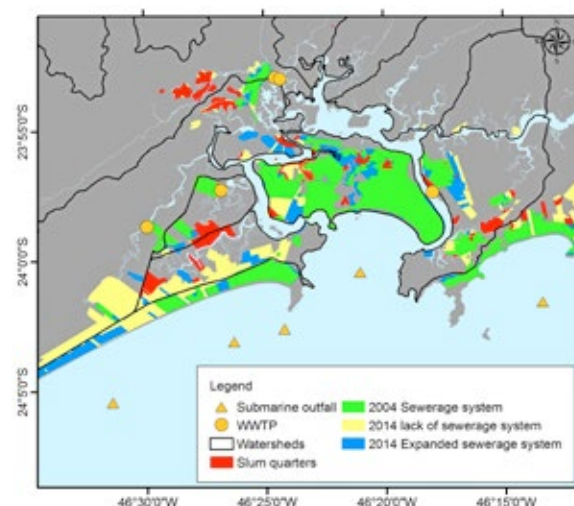 23°55'S
24°0'0"S
24°5'0"S
Legend
Submarine outfall
WWTP
Watersheds
Slum quarters
2004 Sewerage system
2014 lack of sewerage system
2014 Expanded sewerage system
46°30'0"W
46°25'0"W
46°20'0"W
46°15'0"W